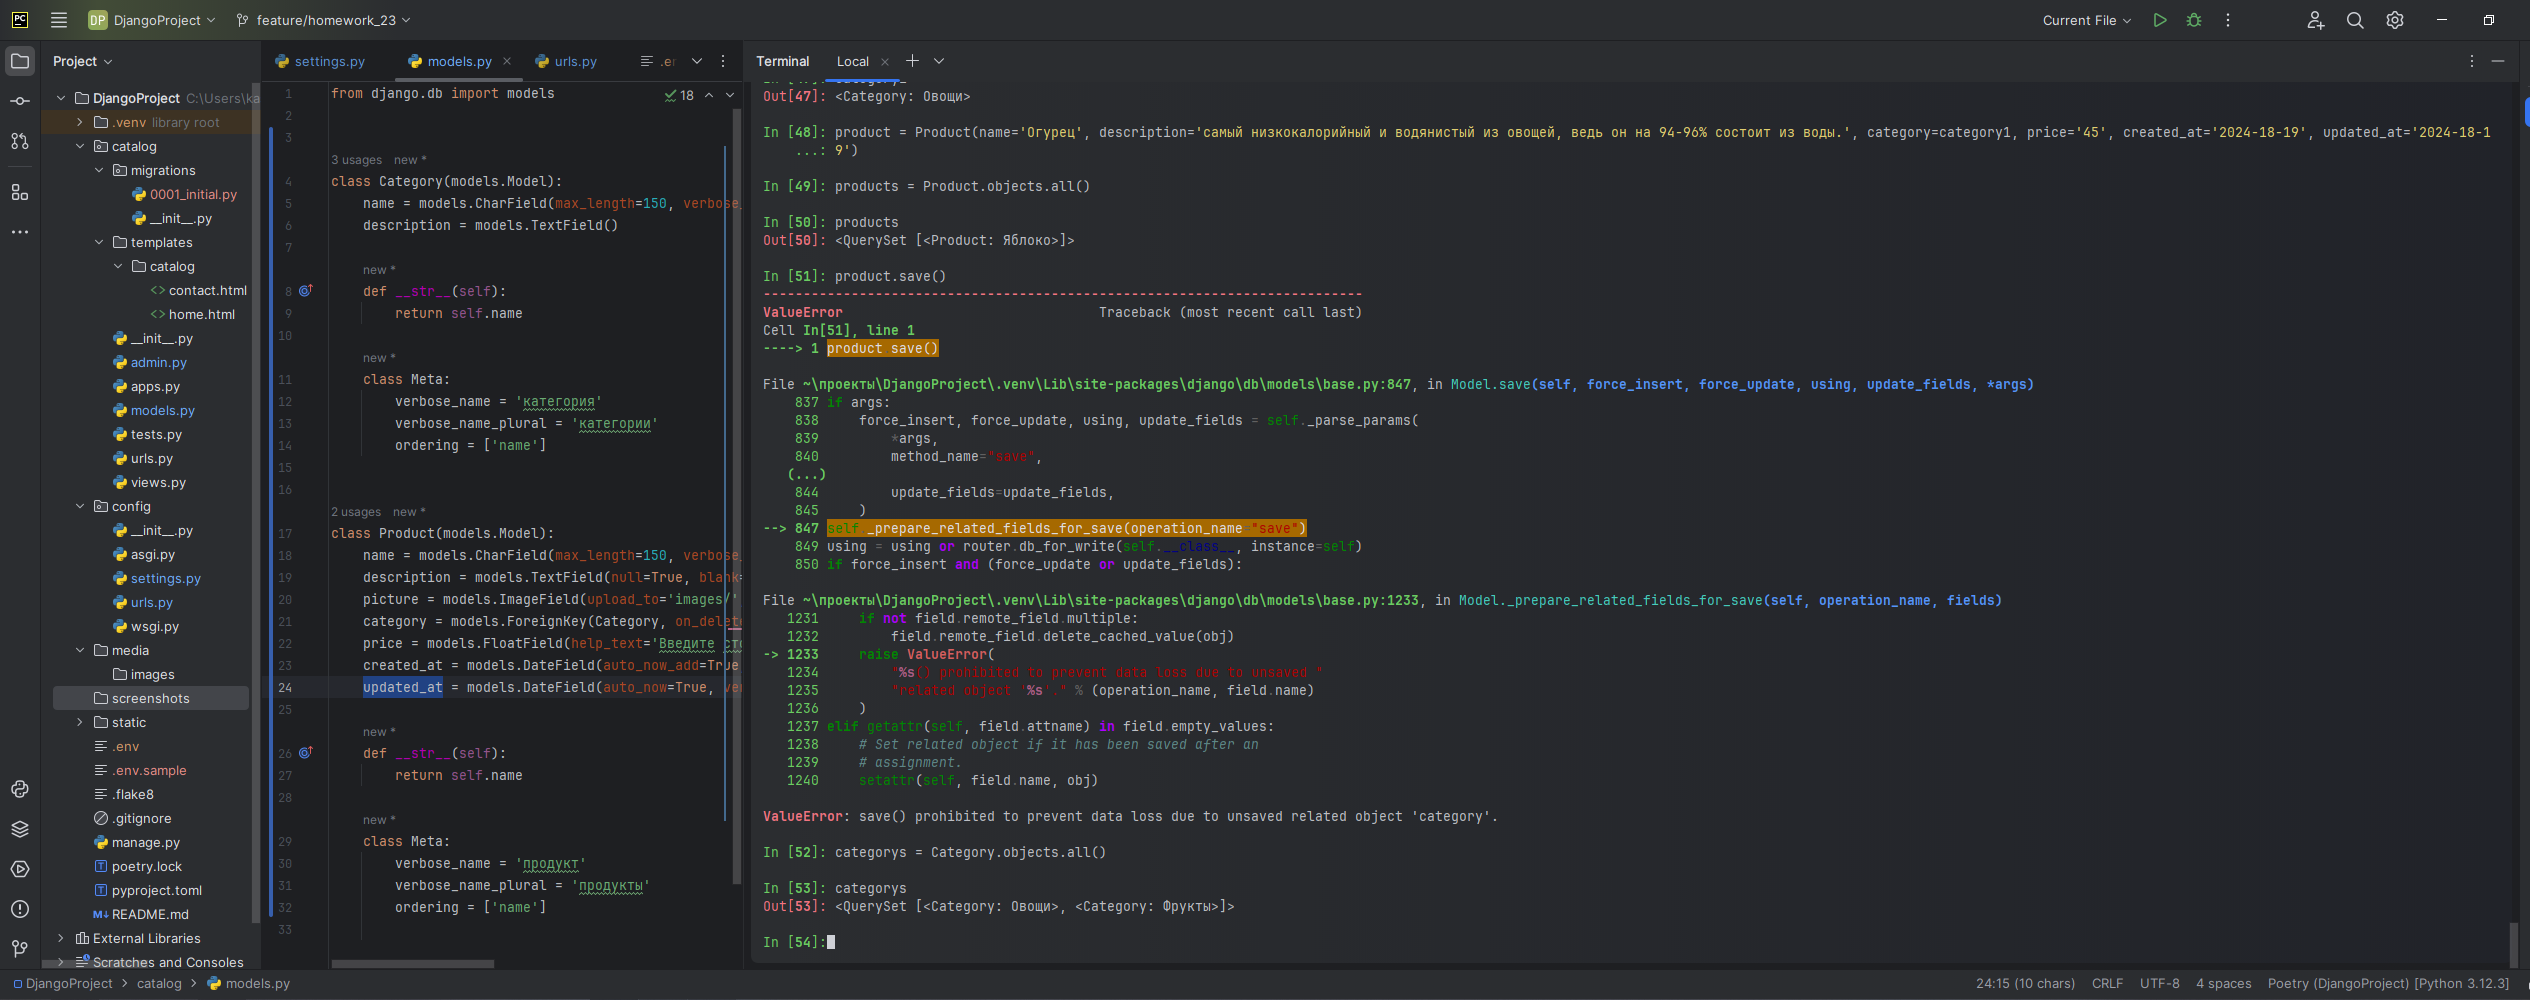 PC
DP DjangoProject
feature/homework_23
Current File
Project
DjangoProject C:\Users\ka
.venv library root
catalog
migrations
0001_initial.py
__init__.py
templates
catalog
contact.html
home.html
__init__.py
admin.py
apps.py
models.py
tests.py
urls.py
views.py
config
__init__.py
asgi.py
settings.py
urls.py
wsgi.py
media
images
screenshots
static
.env
.env.sample
.flake8
.gitignore
manage.py
poetry.lock
pyproject.toml
README.md
External Libraries
Scratches and Consoles
settings.py
models.py
urls.py
18
1 from django.db import models
2
3
3 usages new *
4 class Category(models.Model):
5 name = models.CharField(max_length=150, verbose_
6 description = models.TextField()
7
new *
8 def __str__(self):
9 return self.name
10
new *
11 class Meta:
12 verbose_name = 'категория'
13 verbose_name_plural = 'категории'
14 ordering = ['name']
15
16
2 usages new *
17 class Product(models.Model):
18 name = models.CharField(max_length=150, verbose_
19 description = models.TextField(null=True, blank=
20 picture = models.ImageField(upload_to='images/'
21 category = models.ForeignKey(Category, on_delete
22 price = models.FloatField(help_text='Введите сто
23 created_at = models.DateField(auto_now_add=True
24 updated_at = models.DateField(auto_now=True, ver
25
new *
26 def __str__(self):
27 return self.name
28
new *
29 class Meta:
30 verbose_name = 'продукт'
31 verbose_name_plural = 'продукты'
32 ordering = ['name']
33
Terminal
Local
Out[47]: <Category: Овощи>
In [48]: product = Product(name='Огурец', description='самый низкокалорийный и водянистый из овощей, ведь он на 94-96% состоит из воды.', category=category1, price='45', created_at='2024-18-19', updated_at='2024-18-1
...: 9')
In [49]: products = Product.objects.all()
In [50]: products
Out[50]: <QuerySet [<Product: Яблоко>]>
In [51]: product.save()
---------------------------------------------------------------------------
ValueError Traceback (most recent call last)
Cell In[51], line 1
----> 1 product.save()
File ~\проекты\DjangoProject\.venv\Lib\site-packages\django\db\models\base.py:847, in Model.save(self, force_insert, force_update, using, update_fields, *args)
837 if args:
838 force_insert, force_update, using, update_fields = self._parse_params(
839 *args,
840 method_name="save",
(...)
844 update_fields=update_fields,
845 )
--> 847 self._prepare_related_fields_for_save(operation_name="save")
849 using = using or router.db_for_write(self.__class__, instance=self)
850 if force_insert and (force_update or update_fields):
File ~\проекты\DjangoProject\.venv\Lib\site-packages\django\db\models\base.py:1233, in Model._prepare_related_fields_for_save(self, operation_name, fields)
1231 if not field.remote_field.multiple:
1232 field.remote_field.delete_cached_value(obj)
-> 1233 raise ValueError(
1234 "%s() prohibited to prevent data loss due to unsaved "
1235 "related object '%s'." % (operation_name, field.name)
1236 )
1237 elif getattr(self, field.attname) in field.empty_values:
1238 # Set related object if it has been saved after an
1239 # assignment.
1240 setattr(self, field.name, obj)
ValueError: save() prohibited to prevent data loss due to unsaved related object 'category'.
In [52]: categorys = Category.objects.all()
In [53]: categorys
Out[53]: <QuerySet [<Category: Овощи>, <Category: Фрукты>]>
In [54]:
DjangoProject > catalog > models.py
24:15 (10 chars) CRLF UTF-8 4 spaces Poetry (DjangoProject) [Python 3.12.3]